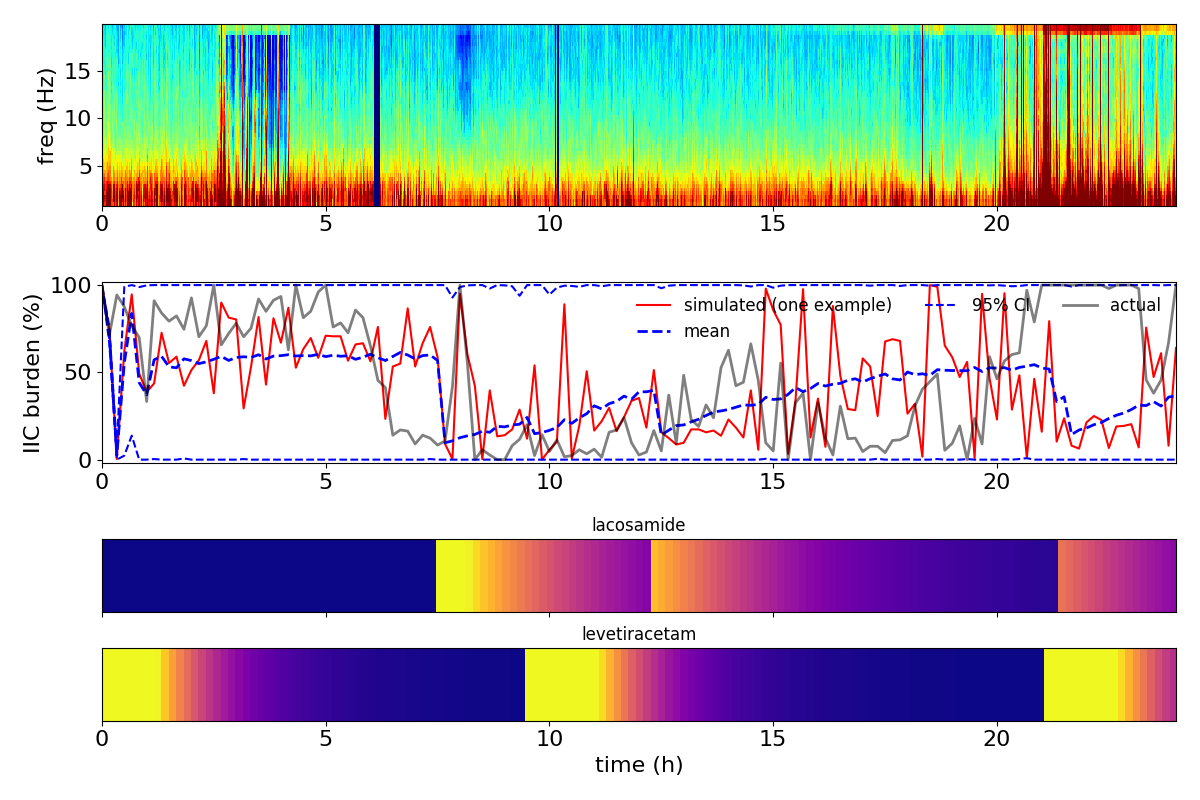 freq (Hz)
15
10
5
0 5 10 15 20
IIC burden (%)
100
50
0
simulated (one example) 95% CI actual
mean
0 5 10 15 20
lacosamide
levetiracetam
0 5 10 15 20
time (h)